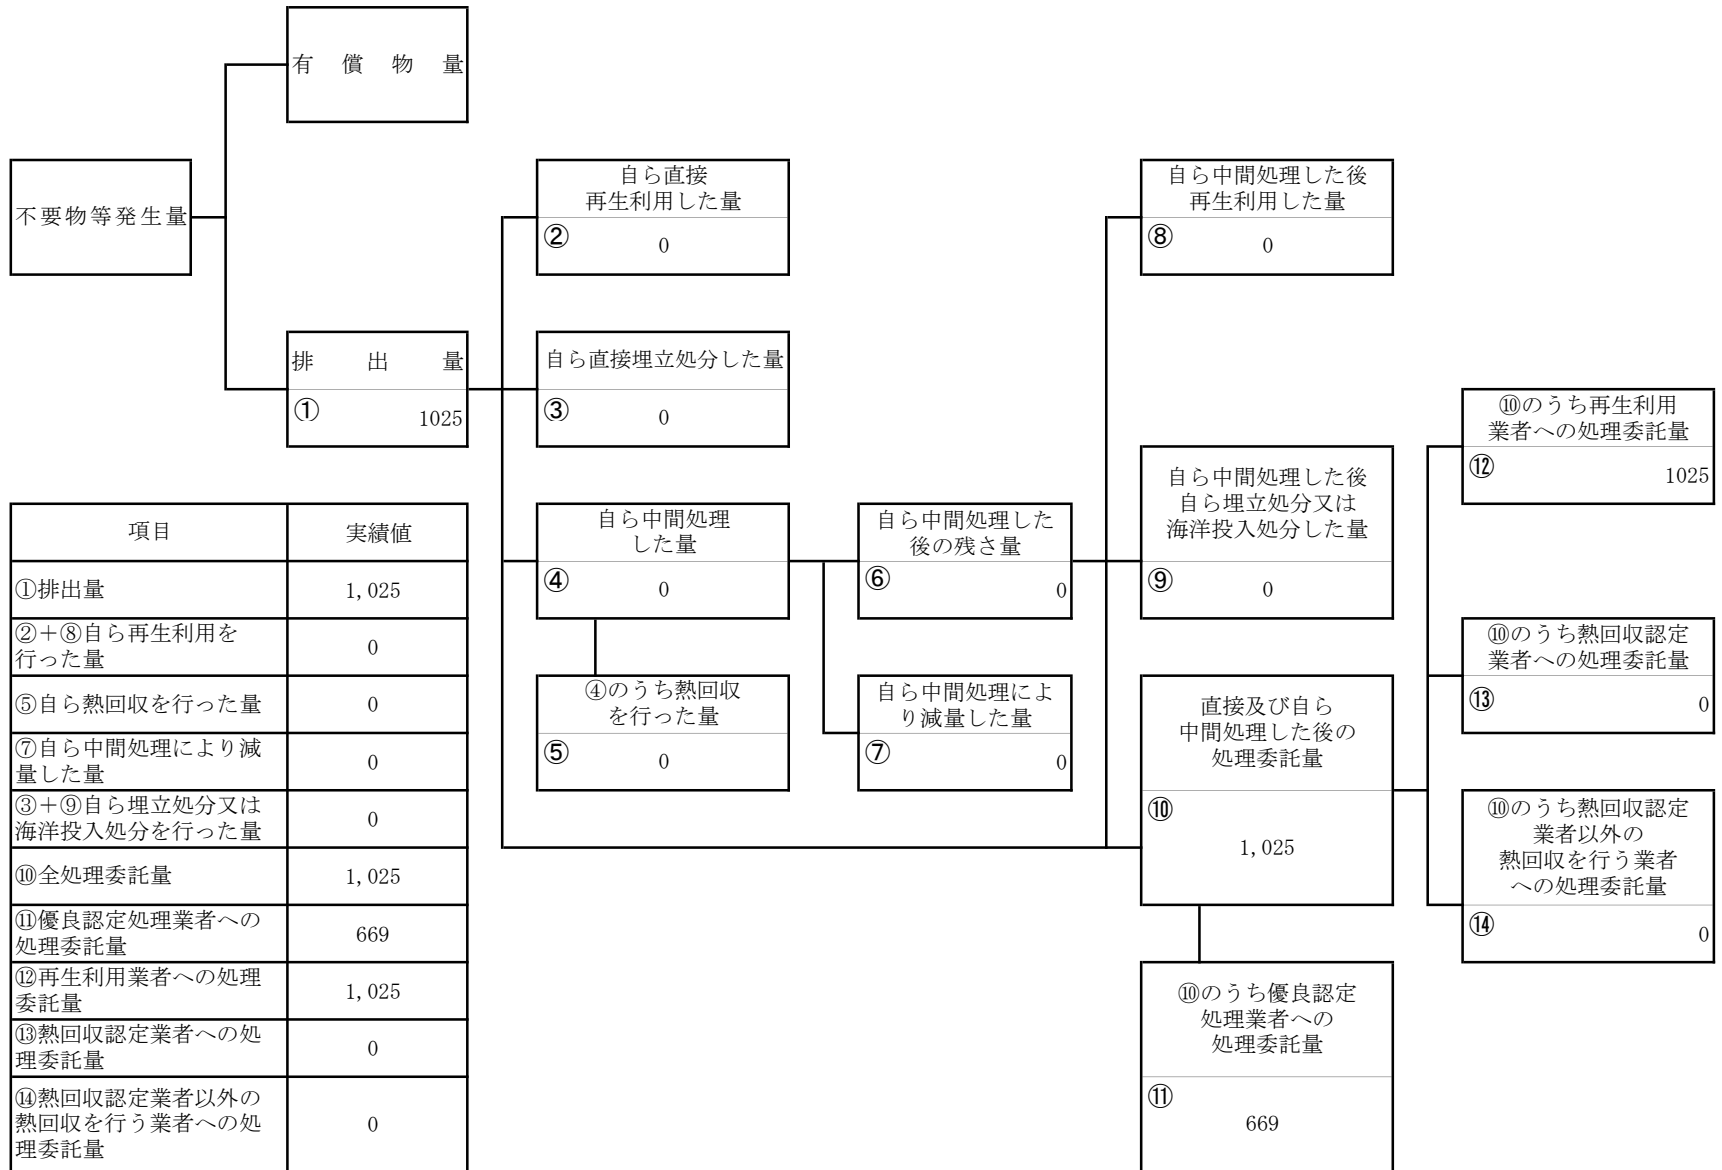 有償物量
不要物等発生量
排出量
①
1025
自ら直接
再生利用した量
②
0
自ら直接埋立処分した量
③
0
自ら中間処理
した量
④
0
④のうち熱回収
を行った量
⑤
0
自ら中間処理した
後の残さ量
⑥
0
自ら中間処理によ
り減量した量
⑦
0
自ら中間処理した後
再生利用した量
⑧
0
自ら中間処理した後
自ら埋立処分又は
海洋投入処分した量
⑨
0
直接及び自ら
中間処理した後の
処理委託量
⑩
1,025
⑩のうち優良認定
処理業者への
処理委託量
⑪
669
⑩のうち再生利用
業者への処理委託量
⑫
1025
⑩のうち熱回収認定
業者への処理委託量
⑬
0
⑩のうち熱回収認定
業者以外の
熱回収を行う業者
への処理委託量
⑭
0
項目 実績値
①排出量 1,025
②＋⑧自ら再生利用を
行った量 0
⑤自ら熱回収を行った量 0
⑦自ら中間処理により減
量した量 0
③＋⑨自ら埋立処分又は
海洋投入処分を行った量 0
⑩全処理委託量 1,025
⑪優良認定処理業者への
処理委託量 669
⑫再生利用業者への処理
委託量 1,025
⑬熱回収認定業者への処
理委託量 0
⑭熱回収認定業者以外の
熱回収を行う業者への処
理委託量 0